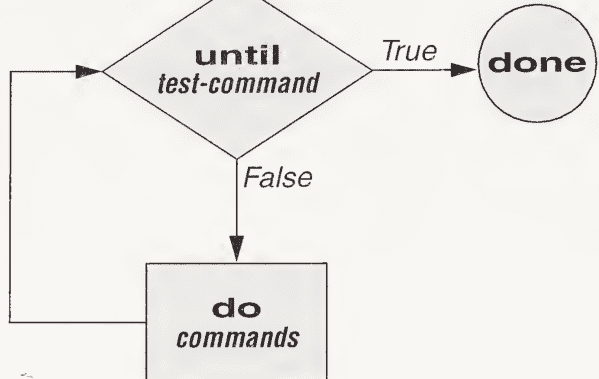 until
test-command
True
done
False
do
commands